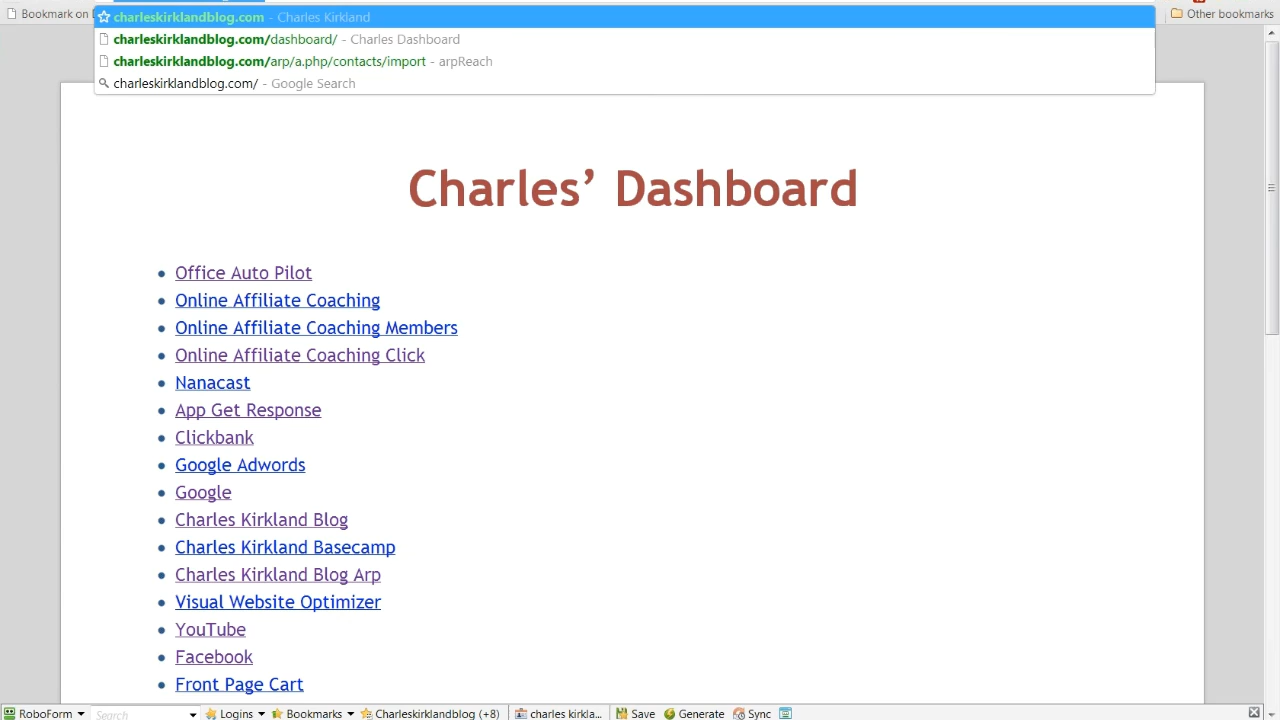 Bookmark on
charleskirklandblog.com - Charles Kirkland
Other bookmarks
charleskirklandblog.com/dashboard/ - Charles Dashboard
charleskirklandblog.com/arp/a.php/contacts/import - arpReach
charleskirklandblog.com/ - Google Search
Charles’ Dashboard
Office Auto Pilot
Online Affiliate Coaching
Online Affiliate Coaching Members
Online Affiliate Coaching Click
Nanacast
App Get Response
Clickbank
Google Adwords
Google
Charles Kirkland Blog
Charles Kirkland Basecamp
Charles Kirkland Blog Arp
Visual Website Optimizer
YouTube
Facebook
Front Page Cart
RoboForm Search Logins Bookmarks Charleskirklandblog (+8) charles kirkla... Save Generate Sync